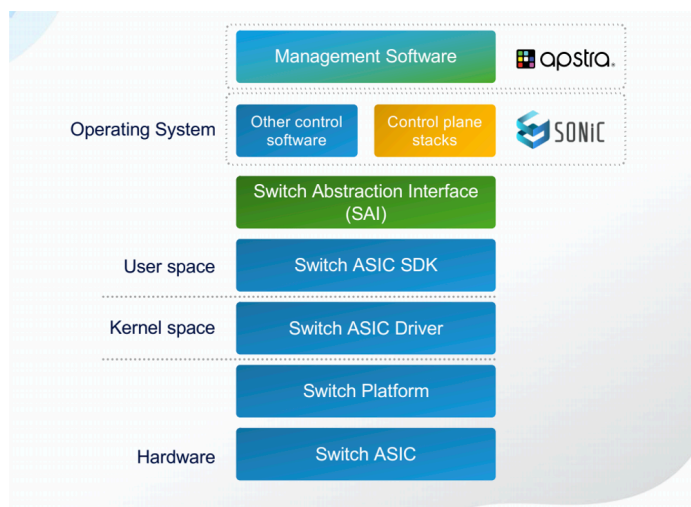 Management Software
apstra.
Operating System
Other control
software
Control plane
stacks
SONiC
Switch Abstraction Interface
(SAI)
User space
Switch ASIC SDK
Kernel space
Switch ASIC Driver
Switch Platform
Hardware
Switch ASIC